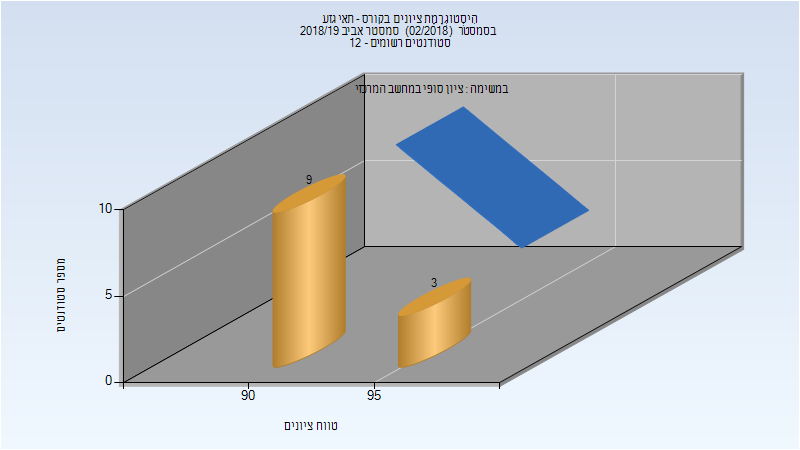 היסטוגרמת ציונים בקורס - תאי גזע
בסמסטר (02/2018) סמסטר אביב 2018/19
סטודנטים רשומים - 12
במשימה : ציון סופי במחשב המרכזי
9
3
10
5
0
90
95
מספר סטודנטים
טווח ציונים